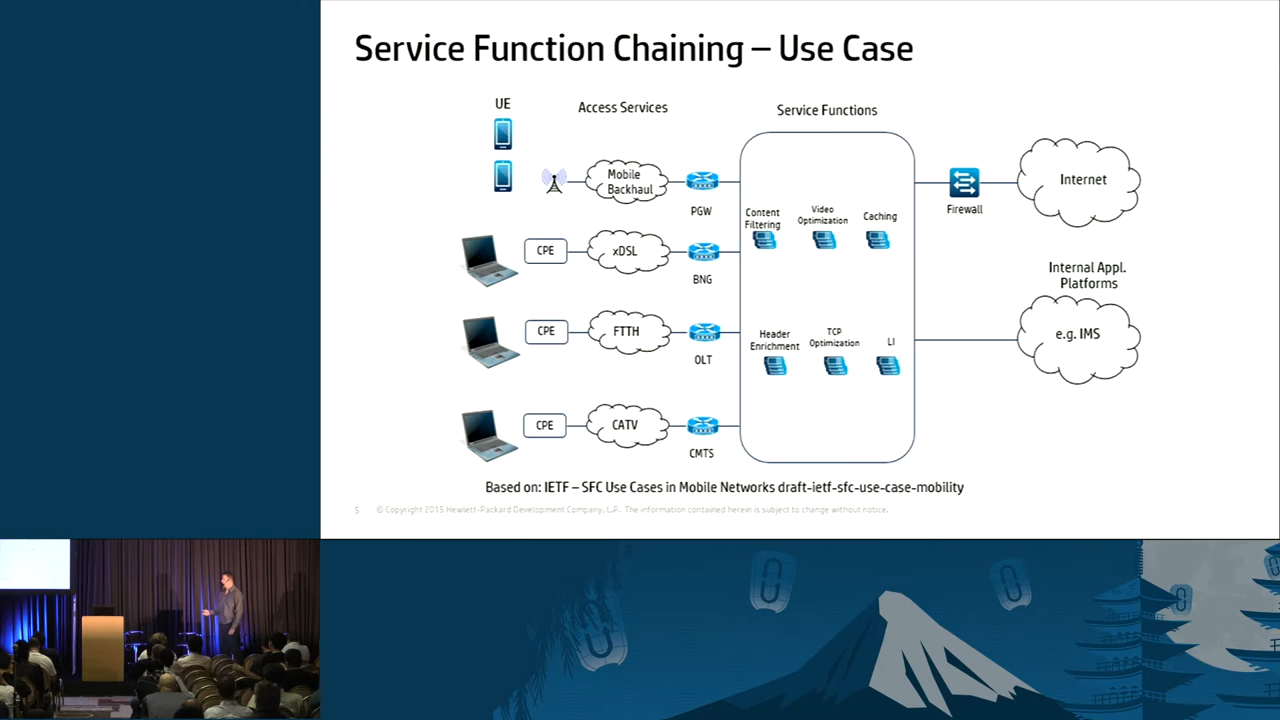 Service Function Chaining – Use Case
UE
Access Services
Service Functions
Mobile
Backhaul
PGW
Content
Filtering
Video
Optimization
Caching
Firewall
Internet
CPE
xDSL
BNG
Internal Appl.
Platforms
CPE
FTTH
OLT
Header
Enrichment
TCP
Optimization
LI
e.g. IMS
CPE
CATV
CMTS
Based on: IETF – SFC Use Cases in Mobile Networks draft-ietf-sfc-use-case-mobility
5 © Copyright 2015 Hewlett-Packard Development Company, L.P. The information contained herein is subject to change without notice.